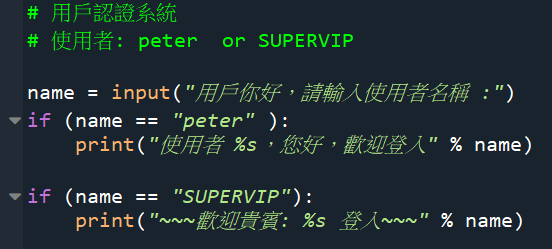 # 用戶認證系統
# 使用者: peter  or SUPERVIP

name = input("用戶你好，請輸入使用者名稱 :")
if (name == "peter" ):
    print("使用者 %s，您好，歡迎登入" % name)

if (name == "SUPERVIP"):
    print("~~~歡迎貴賓: %s 登入~~~" % name)